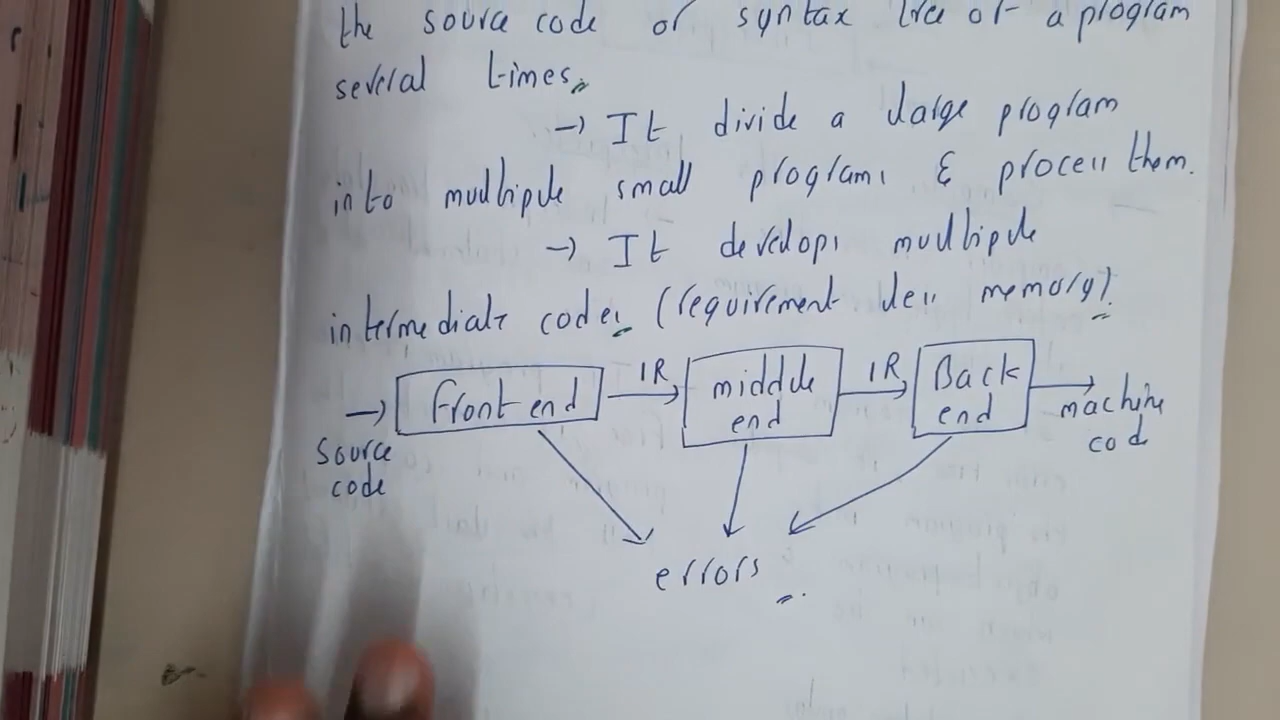 the source code or syntax tree of a program
several times.
→ It divide a large program
into multiple small programs & process them.
→ It develops multiple
intermediate codes (requirement less memory).
→ Front end IR → middle end IR → Back end → machine cod
source code
errors